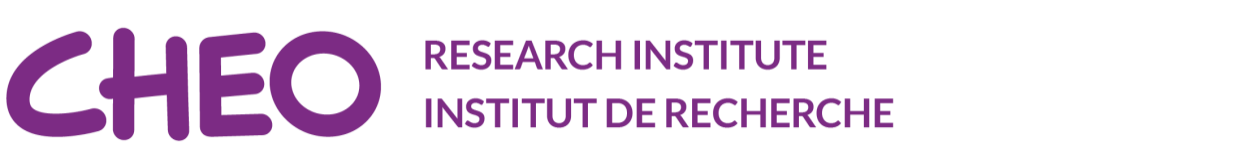 CHEO
RESEARCH INSTITUTE
INSTITUT DE RECHERCHE